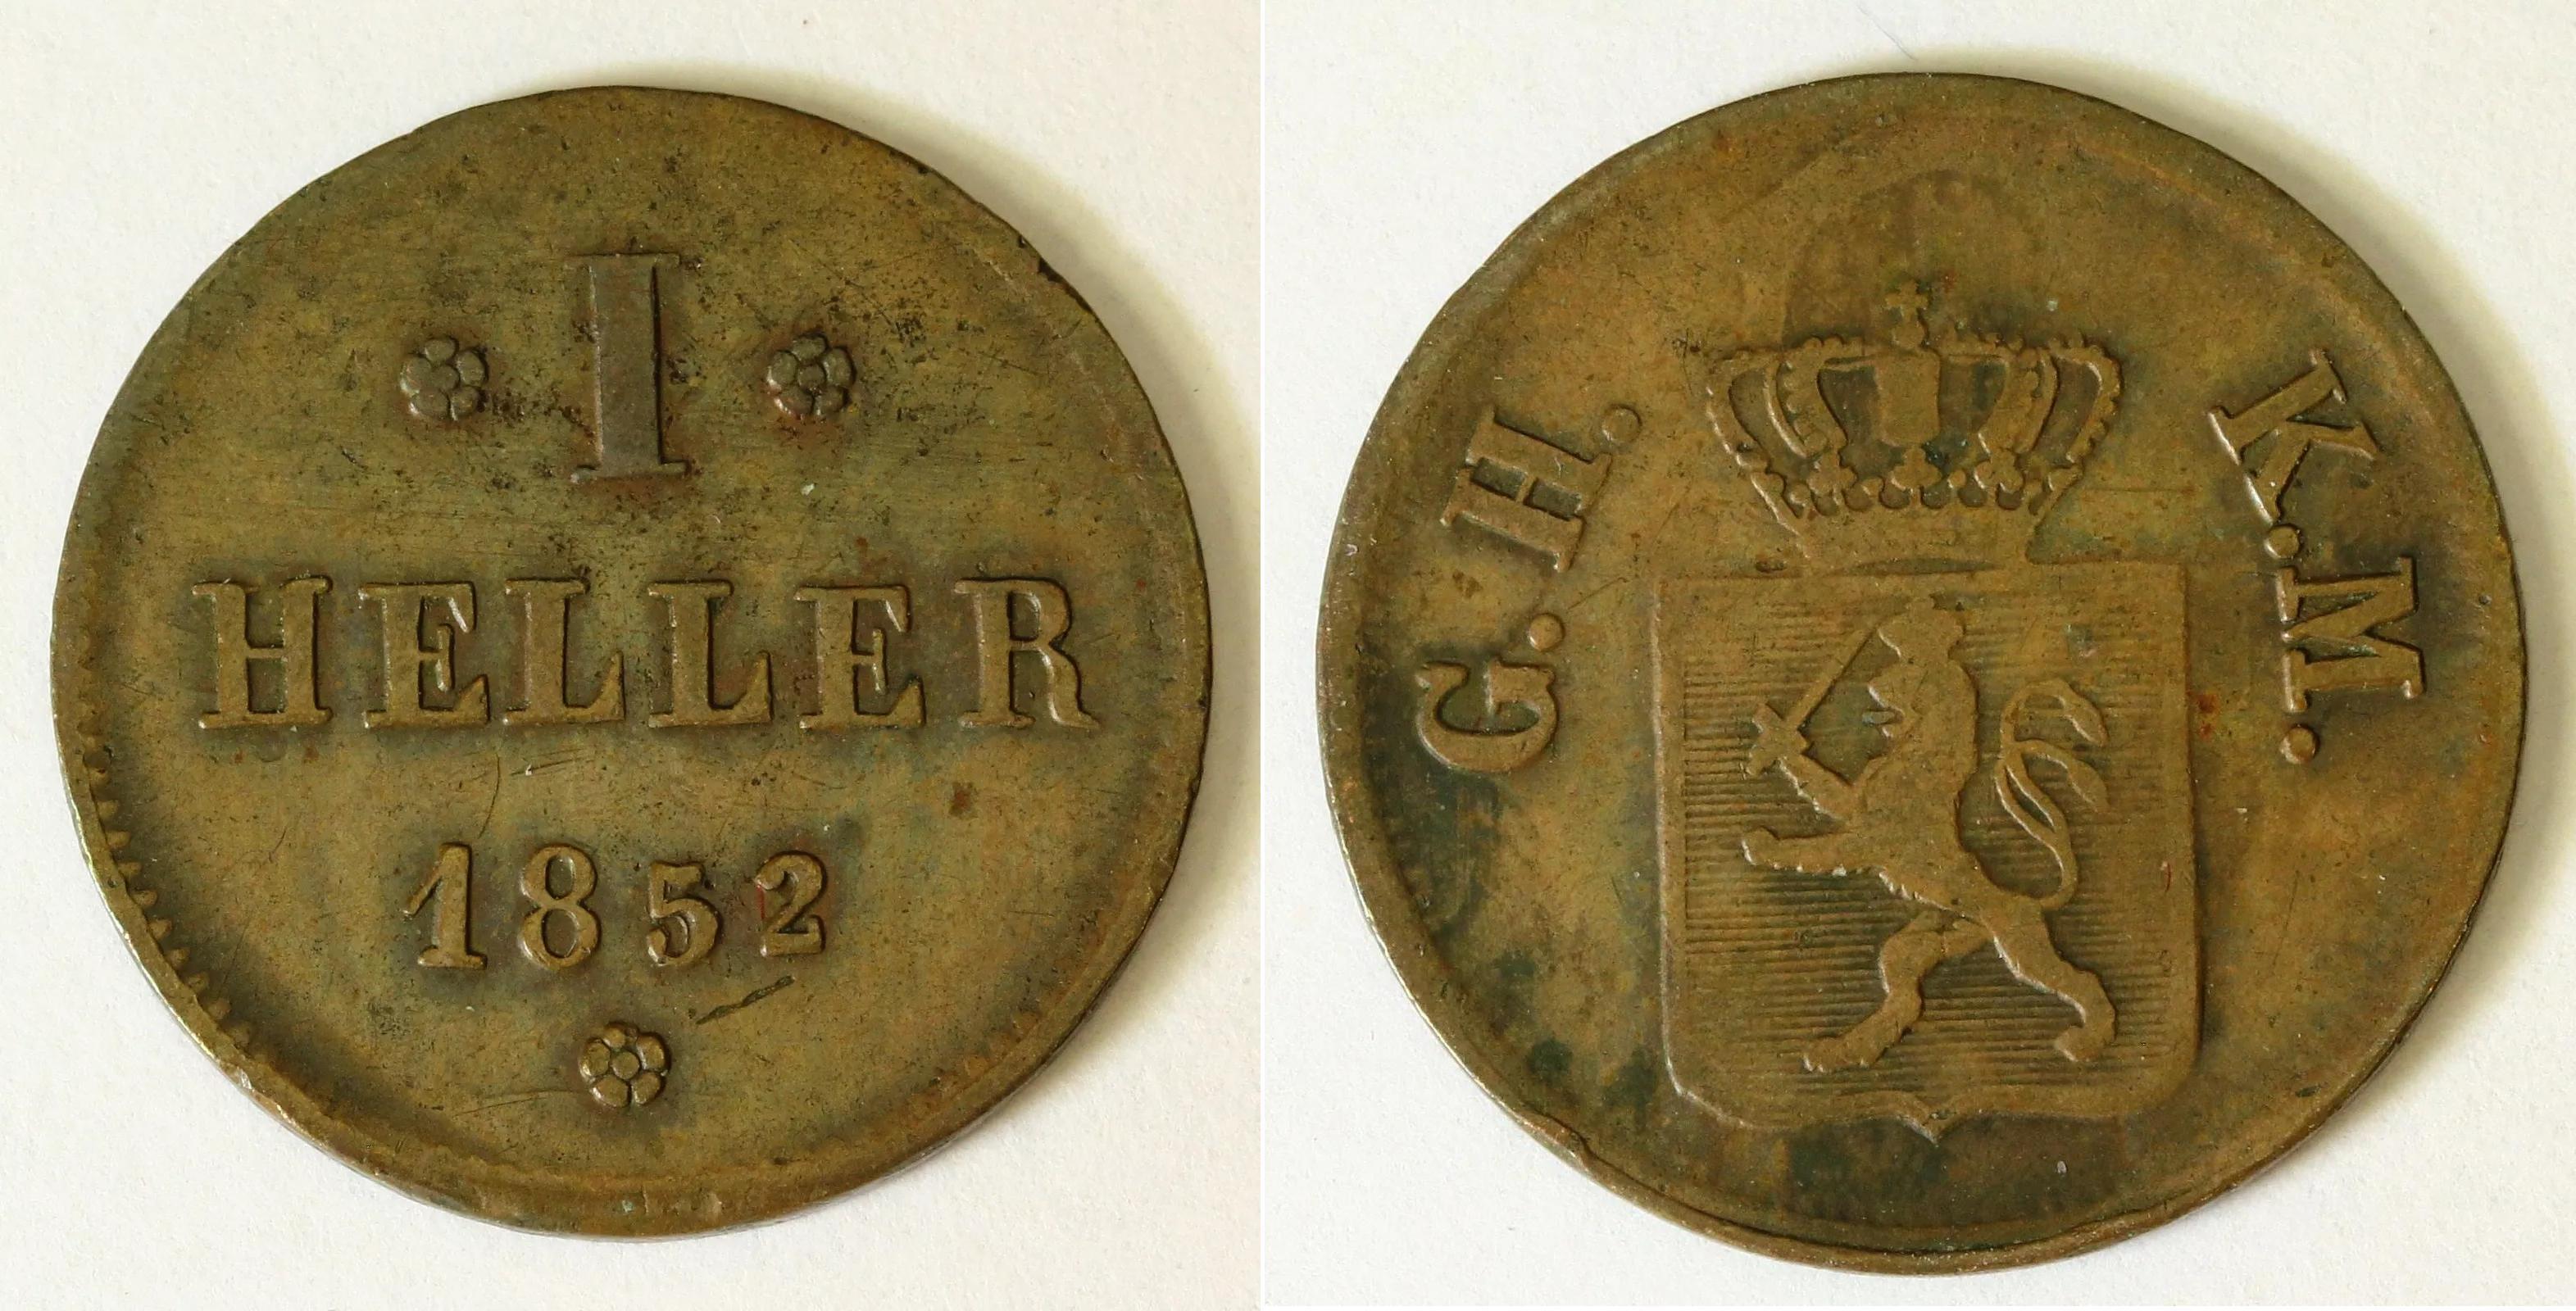 I
HELLER
1852
G. H. K. M.